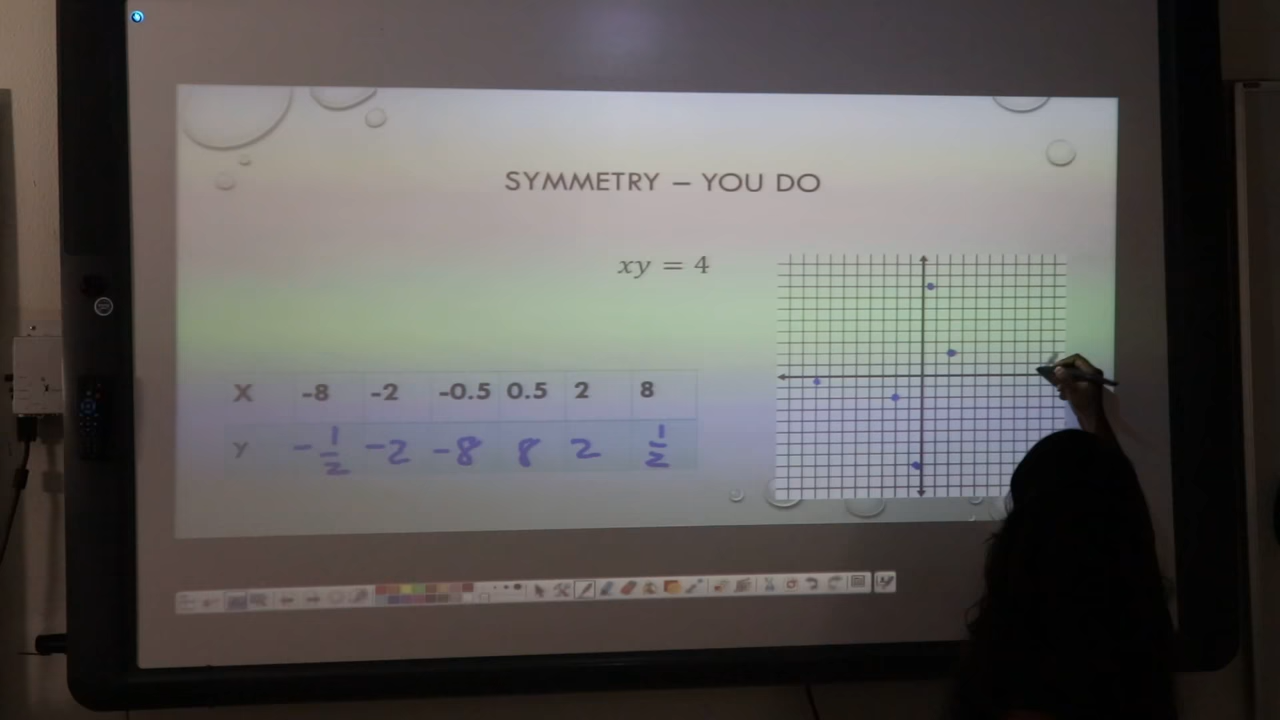 SYMMETRY – YOU DO
xy = 4
X -8 -2 -0.5 0.5 2 8
Y -1/2 -2 -8 8 2 1/2